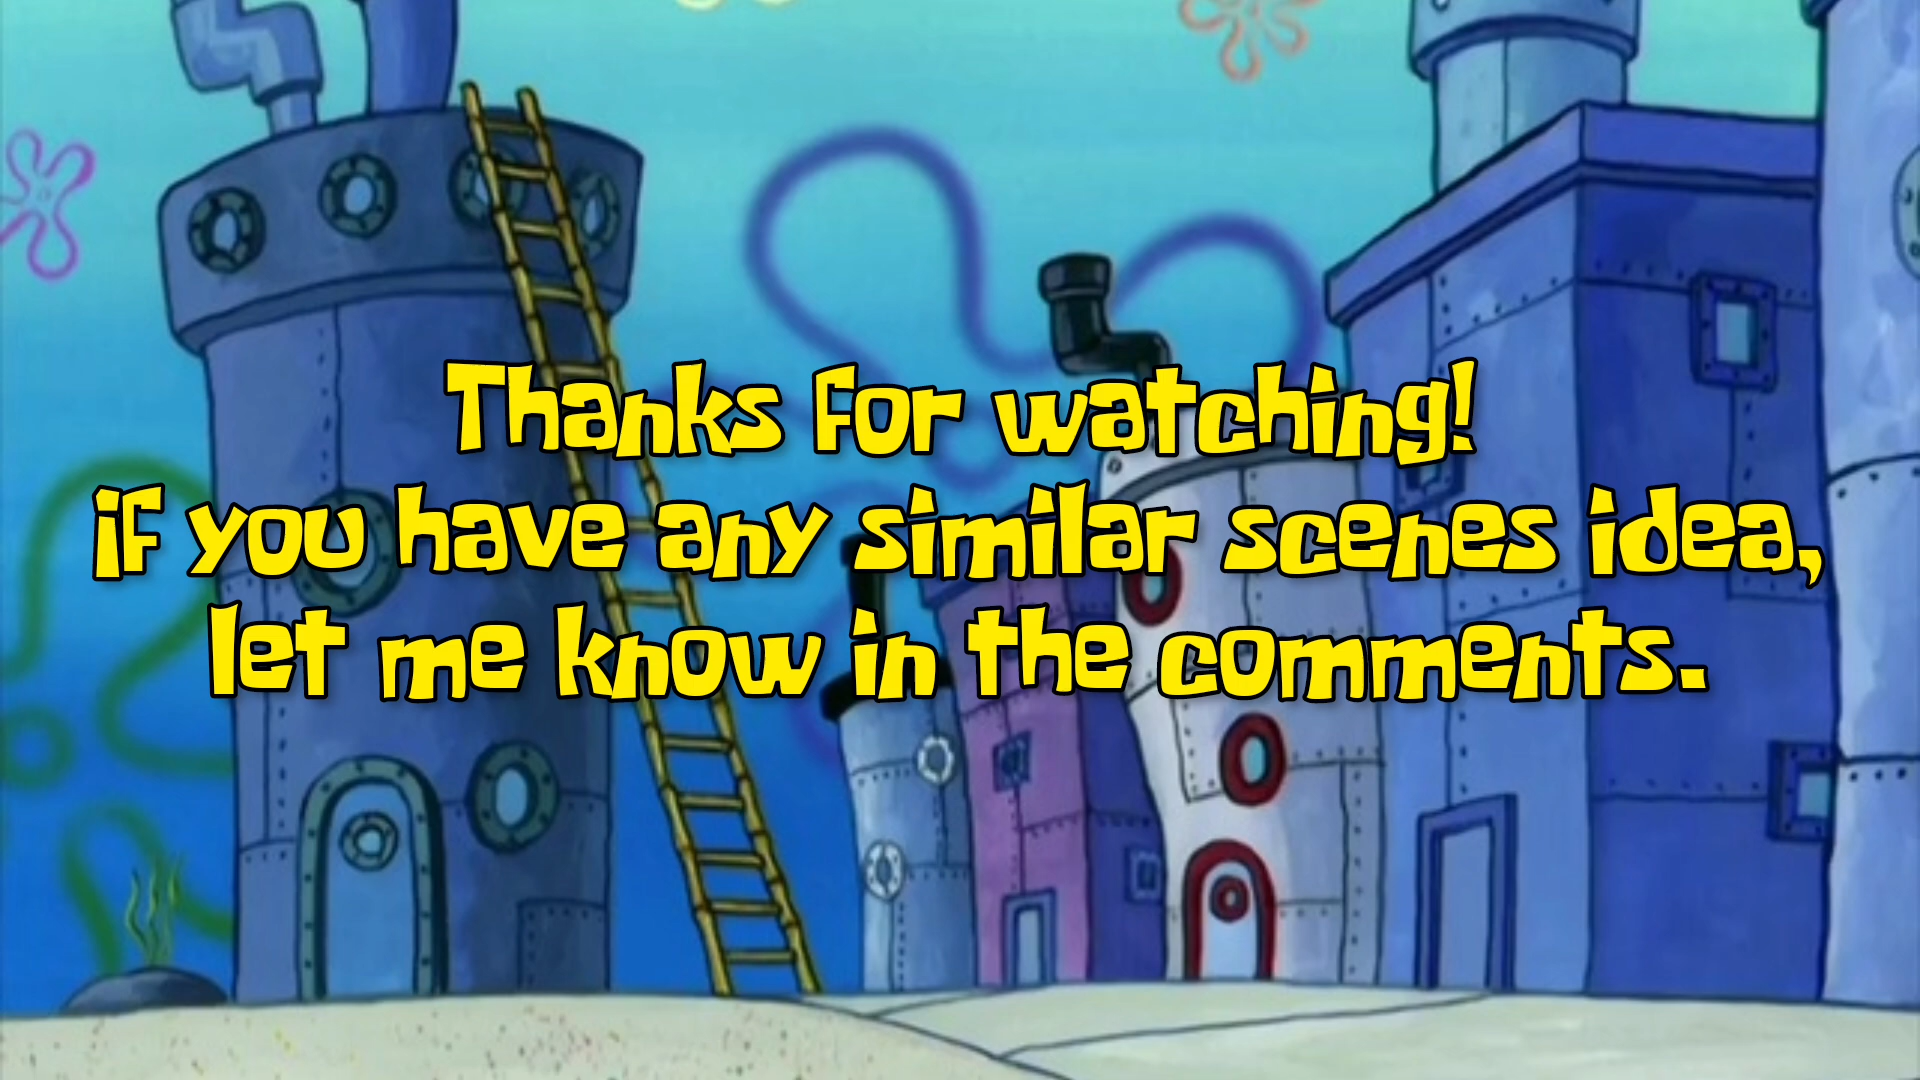 Thanks for watching!
if you have any similar scenes idea,
let me know in the comments.